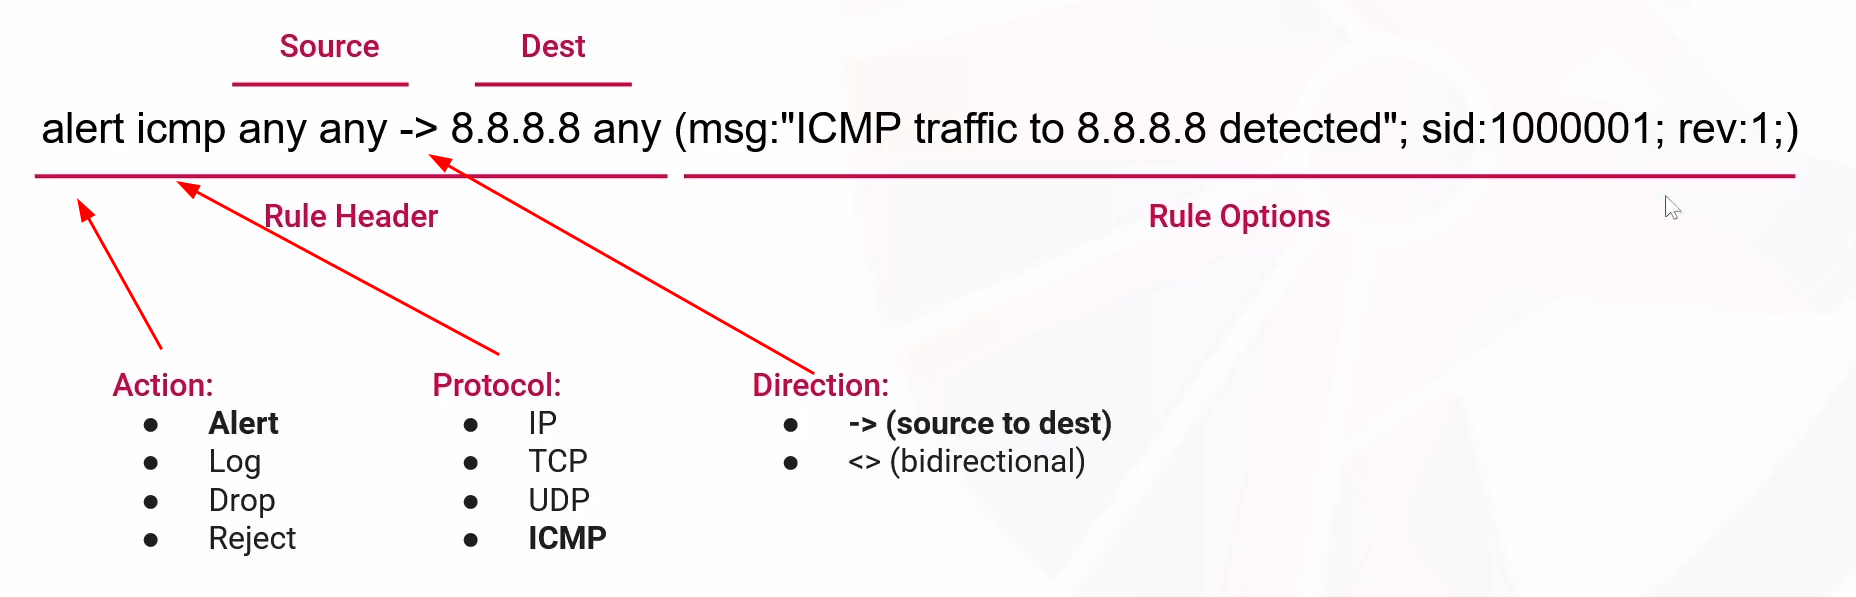 Source Dest
alert icmp any any -> 8.8.8.8 any (msg:"ICMP traffic to 8.8.8.8 detected"; sid:1000001; rev:1;)
Rule Header Rule Options
Action:
● Alert
● Log
● Drop
● Reject
Protocol:
● IP
● TCP
● UDP
● ICMP
Direction:
● -> (source to dest)
● <> (bidirectional)